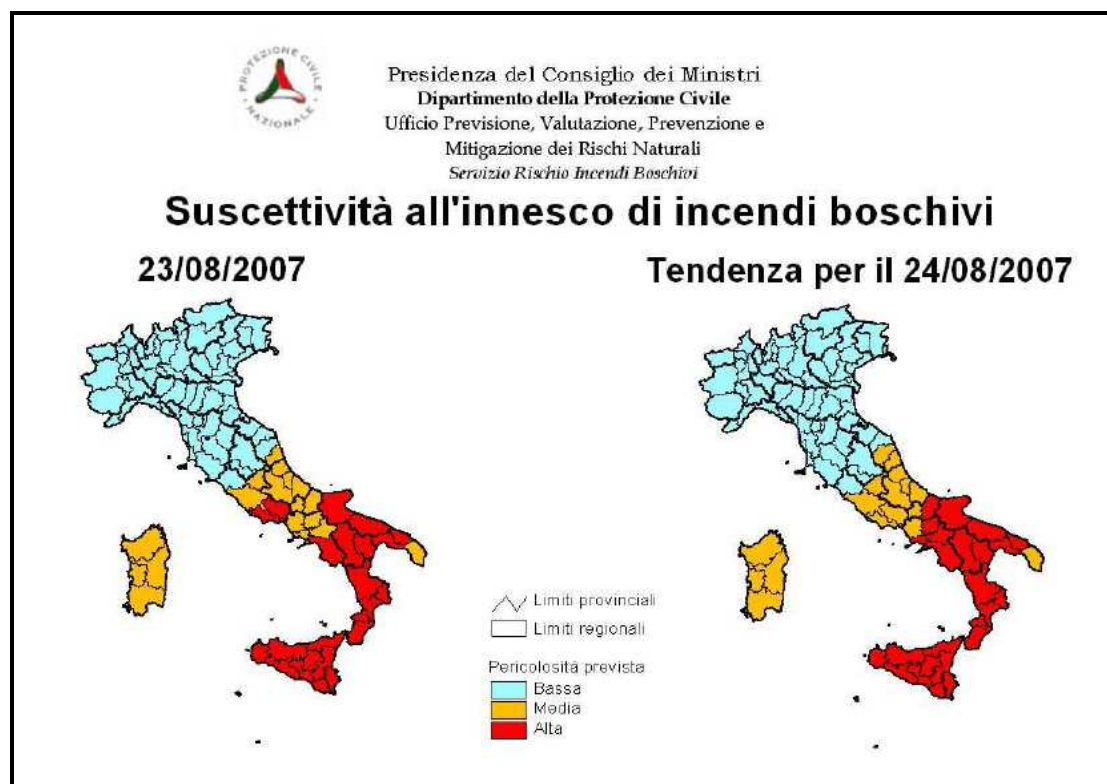 PROTEZIONE CIVILE
NAZIONALE
Presidenza del Consiglio dei Ministri
Dipartimento della Protezione Civile
Ufficio Previsione, Valutazione, Prevenzione e
Mitigazione dei Rischi Naturali
Servizio Rischio Incendi Boschivi
Suscettività all'innesco di incendi boschivi
23/08/2007
Tendenza per il 24/08/2007
Limiti provinciali
Limiti regionali
Pericolosità prevista
Bassa
Media
Alta